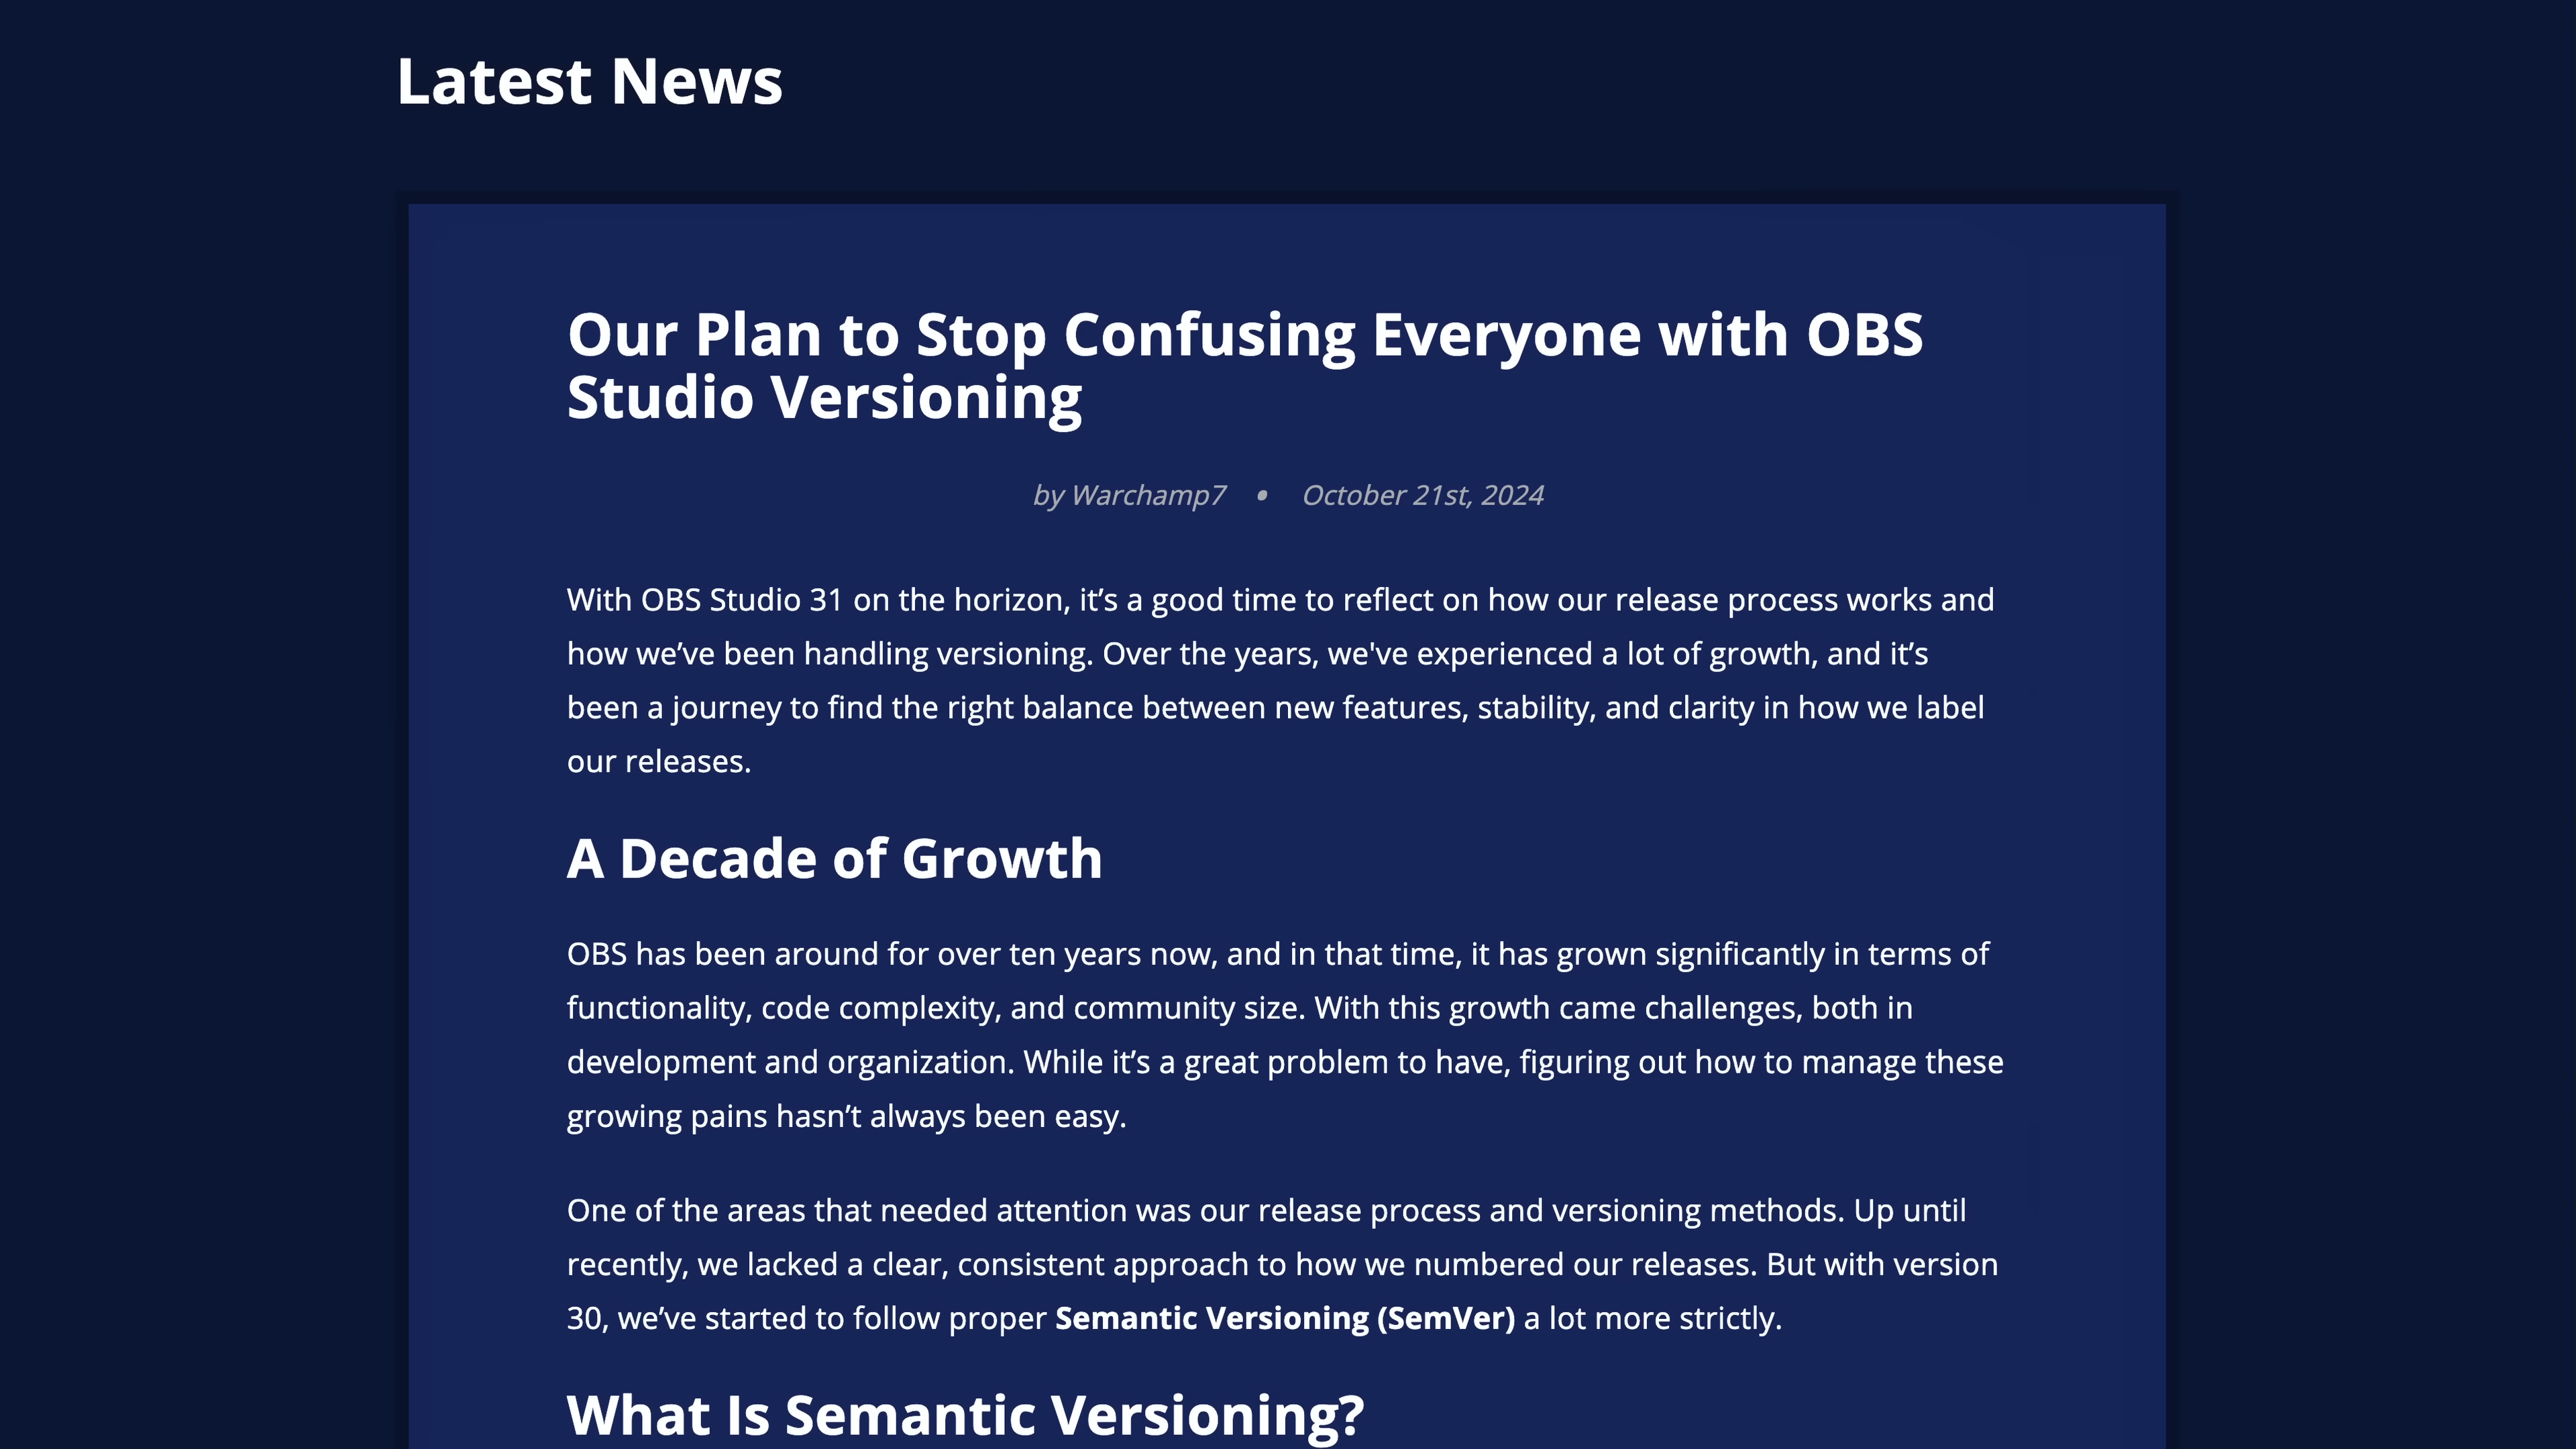 Latest News
Our Plan to Stop Confusing Everyone with OBS
Studio Versioning
by Warchamp7 • October 21st, 2024
With OBS Studio 31 on the horizon, it’s a good time to reflect on how our release process works and
how we’ve been handling versioning. Over the years, we've experienced a lot of growth, and it’s
been a journey to find the right balance between new features, stability, and clarity in how we label
our releases.
A Decade of Growth
OBS has been around for over ten years now, and in that time, it has grown significantly in terms of
functionality, code complexity, and community size. With this growth came challenges, both in
development and organization. While it’s a great problem to have, figuring out how to manage these
growing pains hasn’t always been easy.
One of the areas that needed attention was our release process and versioning methods. Up until
recently, we lacked a clear, consistent approach to how we numbered our releases. But with version
30, we’ve started to follow proper Semantic Versioning (SemVer) a lot more strictly.
What Is Semantic Versioning?